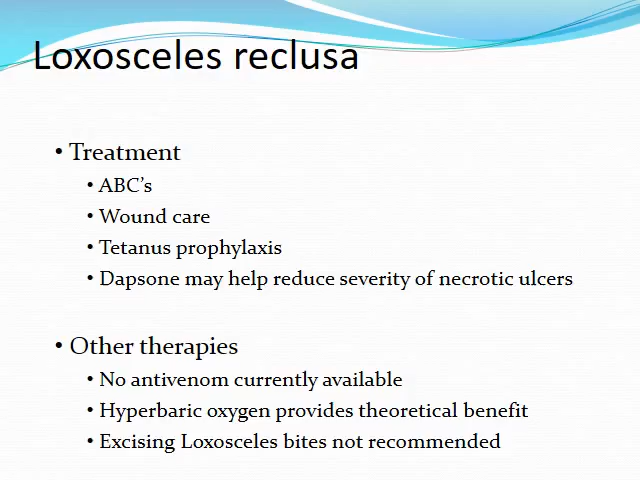 Loxosceles reclusa
• Treatment
• ABC’s
• Wound care
• Tetanus prophylaxis
• Dapsone may help reduce severity of necrotic ulcers
• Other therapies
• No antivenom currently available
• Hyperbaric oxygen provides theoretical benefit
• Excising Loxosceles bites not recommended